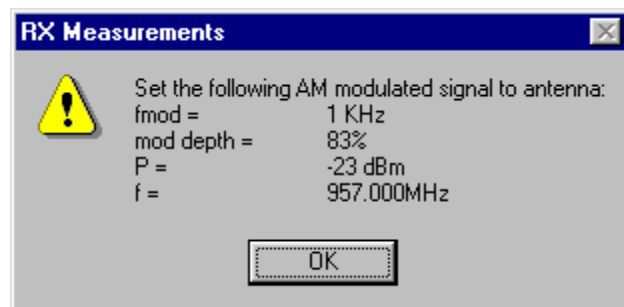 RX Measurements
Set the following AM modulated signal to antenna:
fmod = 1 KHz
mod depth = 83%
P = -23 dBm
f = 957.000MHz
OK